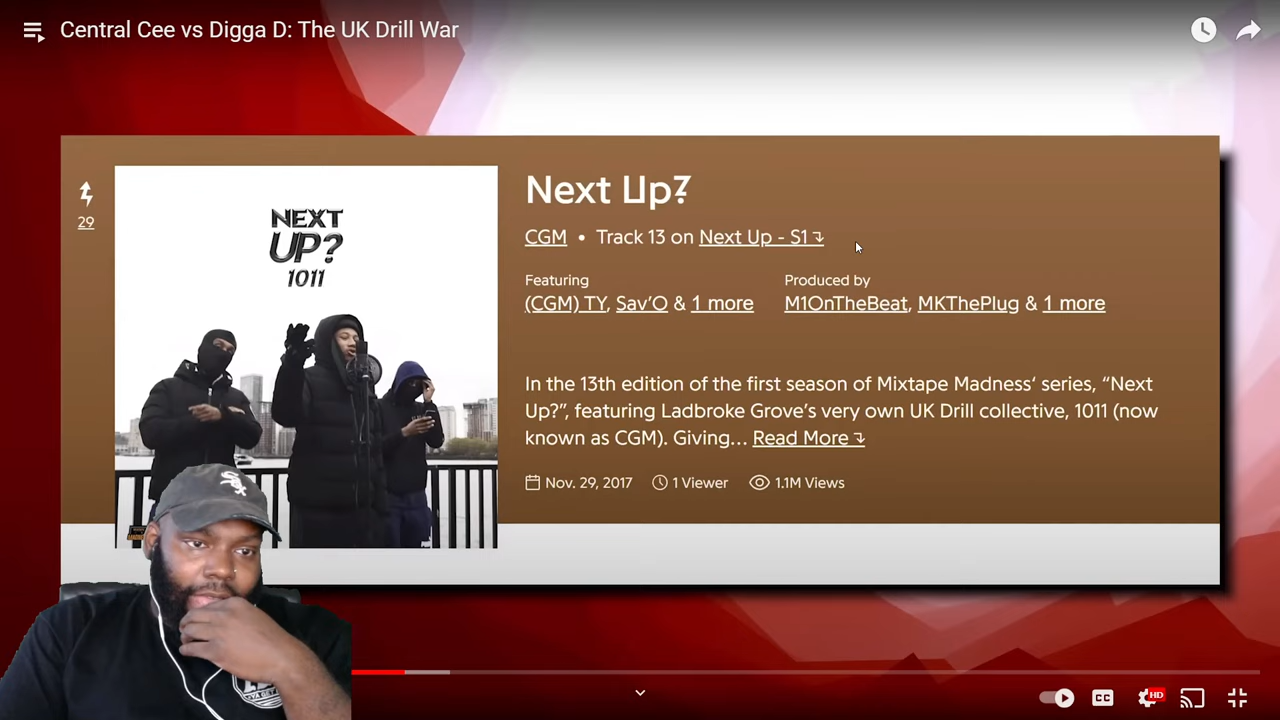 Central Cee vs Digga D: The UK Drill War
29
NEXT
UP?
1011
Next Up?
CGM • Track 13 on Next Up - S1
Featuring
(CGM) TY, Sav’O & 1 more
Produced by
M1OnTheBeat, MKThePlug & 1 more
In the 13th edition of the first season of Mixtape Madness‘ series, “Next
Up?”, featuring Ladbroke Grove’s very own UK Drill collective, 1011 (now
known as CGM). Giving... Read More
Nov. 29, 2017 1 Viewer 1.1M Views
CC
HD